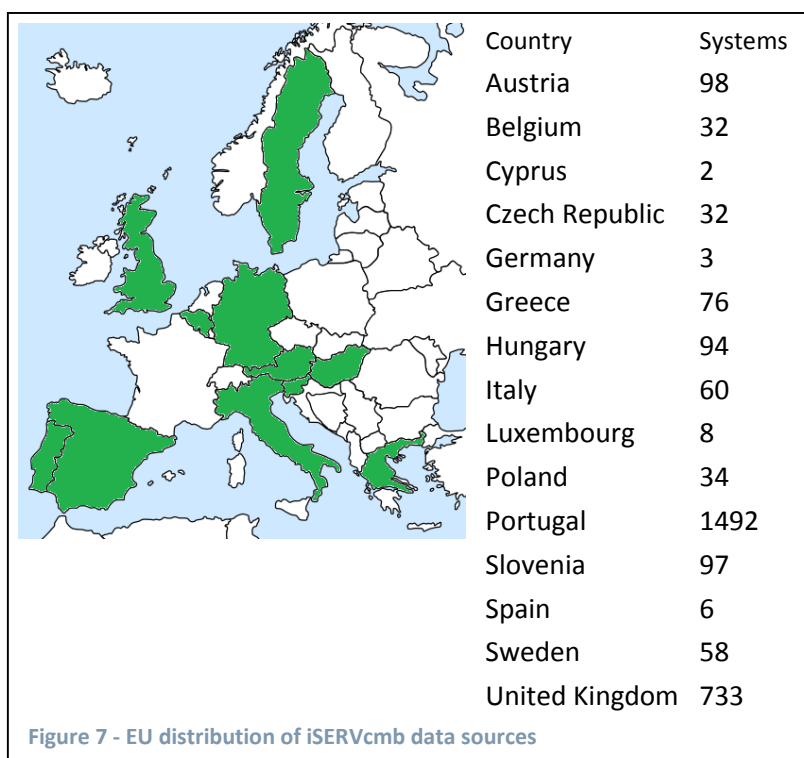 Country Systems
Austria 98
Belgium 32
Cyprus 2
Czech Republic 32
Germany 3
Greece 76
Hungary 94
Italy 60
Luxembourg 8
Poland 34
Portugal 1492
Slovenia 97
Spain 6
Sweden 58
United Kingdom 733
Figure 7 - EU distribution of iSERVcmb data sources